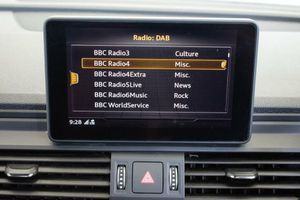 Radio: DAB
BBC Radio3 Culture
BBC Radio4 Misc.
BBC Radio4Extra Misc.
BBC Radio5Live News
BBC Radio6Music Rock
BBC WorldService Misc.
9:28